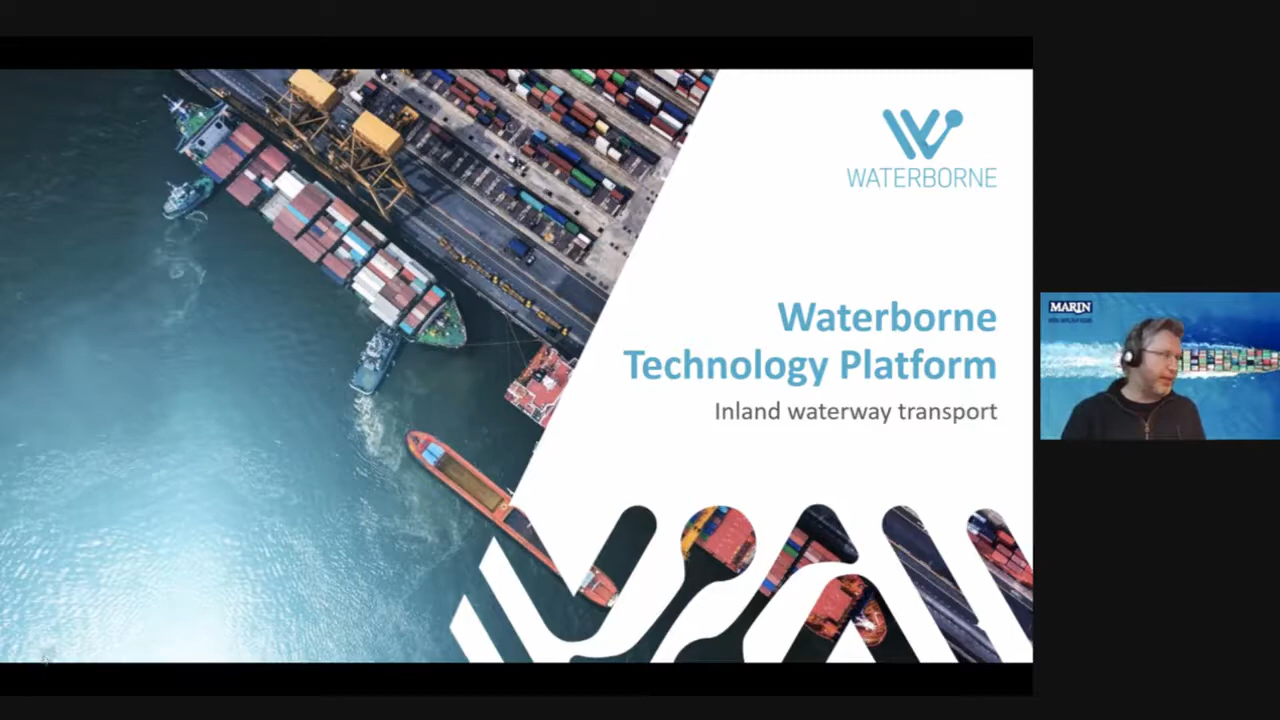 WATERBORNE
Waterborne
Technology Platform
Inland waterway transport
MARIN